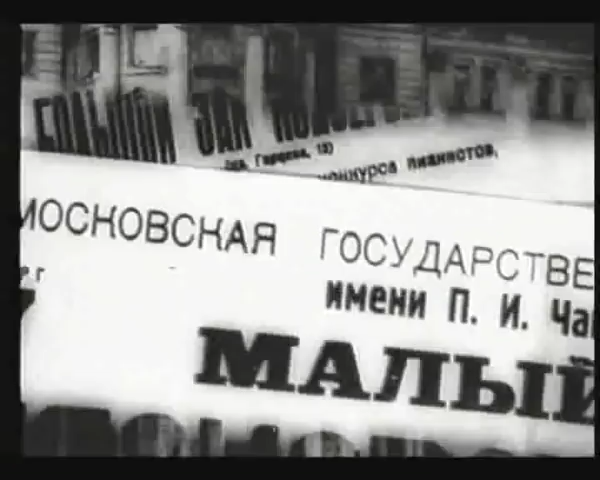 БОЛЬШОЙ ЗАЛ
(ул. Герцена, 13)
конкурса пианистов,
МОСКОВСКАЯ ГОСУДАРСТВЕ
имени П. И. Ча
МАЛЫЙ